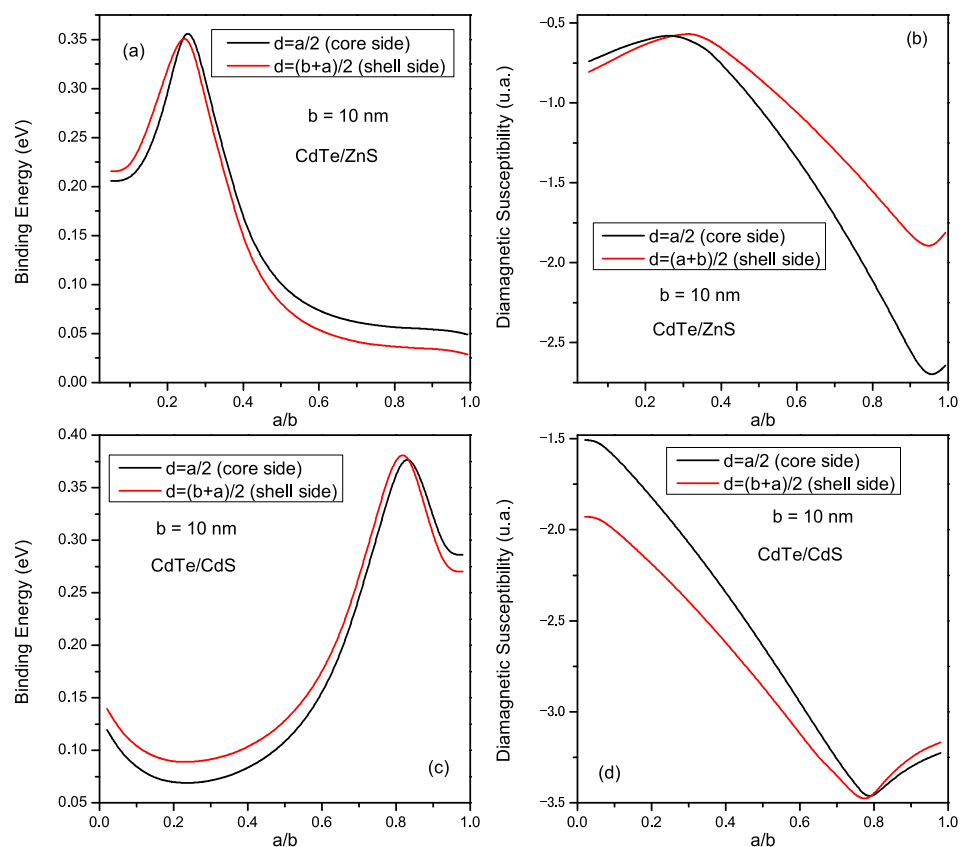 (a)
d=a/2 (core side)
d=(b+a)/2 (shell side)
b = 10 nm
CdTe/ZnS
Binding Energy (eV)
0.35
0.30
0.25
0.20
0.15
0.10
0.05
0.00
0.2 0.4 0.6 0.8 1.0
a/b
(b)
d=a/2 (core side)
d=(a+b)/2 (shell side)
b = 10 nm
CdTe/ZnS
Diamagnetic Susceptibility (u.a.)
−0.5
−1.0
−1.5
−2.0
−2.5
0.0 0.2 0.4 0.6 0.8 1.0
a/b
d=a/2 (core side)
d=(b+a)/2 (shell side)
b = 10 nm
CdTe/CdS
(c)
Binding Energy (eV)
0.40
0.35
0.30
0.25
0.20
0.15
0.10
0.05
0.0 0.2 0.4 0.6 0.8 1.0
a/b
d=a/2 (core side)
d=(b+a)/2 (shell side)
b = 10 nm
CdTe/CdS
(d)
Diamagnetic Susceptibility (u.a.)
−1.5
−2.0
−2.5
−3.0
−3.5
0.0 0.2 0.4 0.6 0.8 1.0
a/b